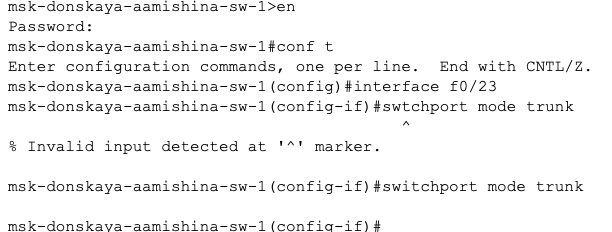 msk-donskaya-aamishina-sw-1>en
Password:
msk-donskaya-aamishina-sw-1#conf t
Enter configuration commands, one per line.  End with CNTL/Z.
msk-donskaya-aamishina-sw-1(config)#interface f0/23
msk-donskaya-aamishina-sw-1(config-if)#swtchport mode trunk
^
% Invalid input detected at '^' marker.
msk-donskaya-aamishina-sw-1(config-if)#switchport mode trunk
msk-donskaya-aamishina-sw-1(config-if)#